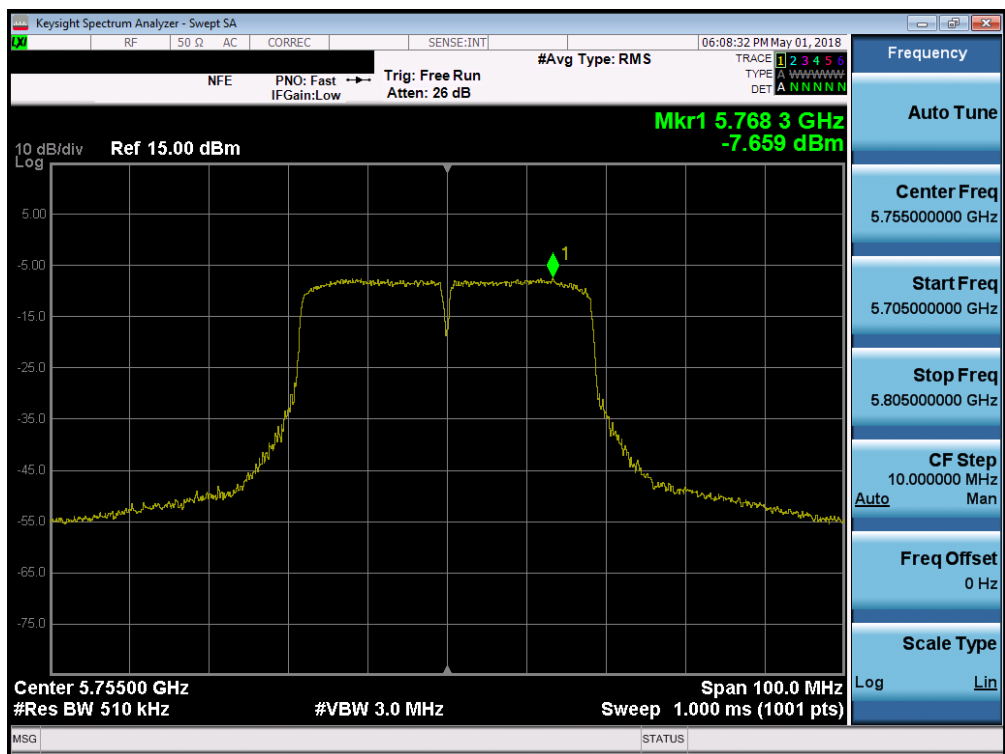 Keysight Spectrum Analyzer - Swept SA
LXI RF 50 Ω AC CORREC SENSE:INT 06:08:32 PM May 01, 2018
NFE PNO: Fast Trig: Free Run #Avg Type: RMS TRACE 1 2 3 4 5 6
IFGain:Low Atten: 26 dB TYPE A WWWWW
DET A N N N N N
Mkr1 5.768 3 GHz
-7.659 dBm
10 dB/div Ref 15.00 dBm
Log
1
5.00
-5.00
-15.0
-25.0
-35.0
-45.0
-55.0
-65.0
-75.0
Center 5.75500 GHz Span 100.0 MHz
#Res BW 510 kHz #VBW 3.0 MHz Sweep 1.000 ms (1001 pts)
MSG STATUS
Frequency
Auto Tune
Center Freq
5.755000000 GHz
Start Freq
5.705000000 GHz
Stop Freq
5.805000000 GHz
CF Step
10.000000 MHz
Auto Man
Freq Offset
0 Hz
Scale Type
Log Lin